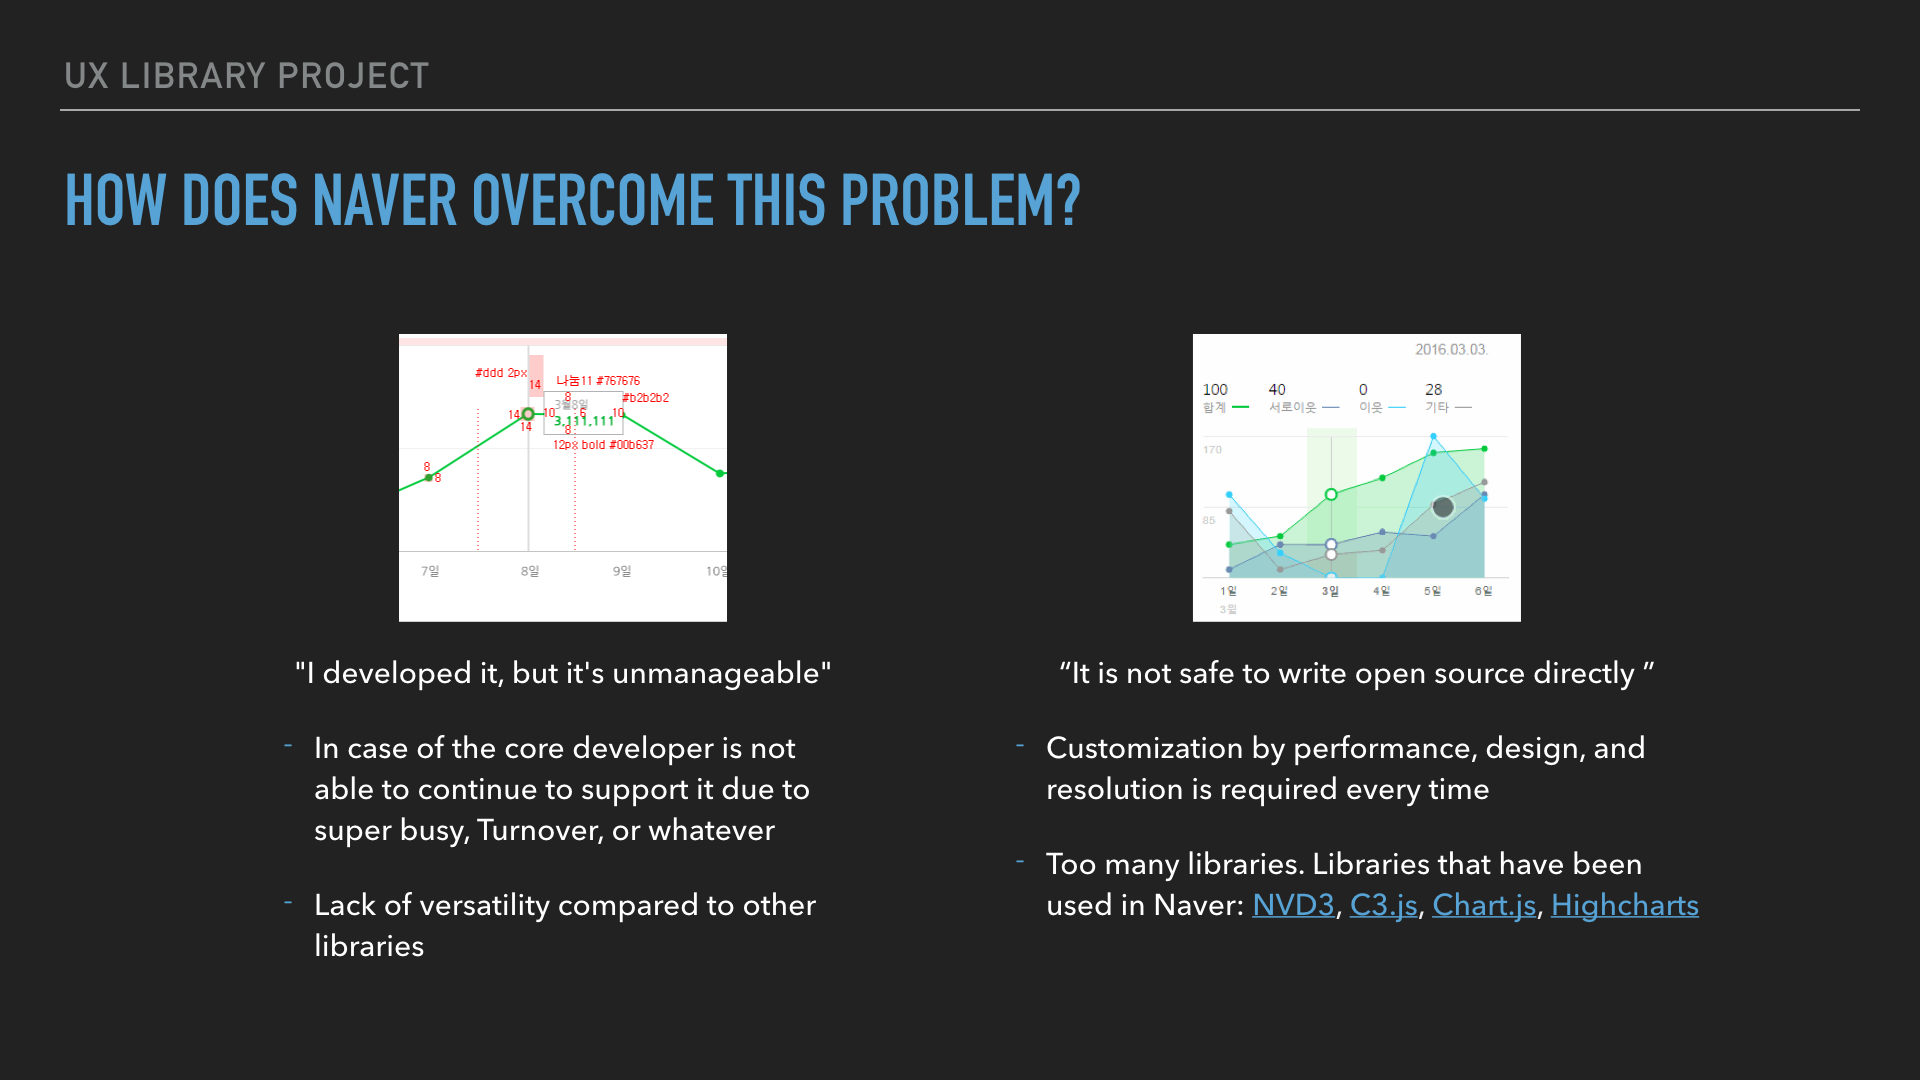 UX LIBRARY PROJECT
HOW DOES NAVER OVERCOME THIS PROBLEM?
#ddd 2px
14
나눔11 #767676
8
#b2b2b2
3월8일
14
10
6
10
3,111,111
14
8
12px bold #00b637
8
8
7일
8일
9일
10일
"I developed it, but it's unmanageable"
- In case of the core developer is not
able to continue to support it due to
super busy, Turnover, or whatever
- Lack of versatility compared to other
libraries
2016.03.03.
100 40 0 28
합계 서로이웃 이웃 기타
170
85
1일 2일 3일 4일 5일 6일
3월
“It is not safe to write open source directly ”
- Customization by performance, design, and
resolution is required every time
- Too many libraries. Libraries that have been
used in Naver: NVD3, C3.js, Chart.js, Highcharts